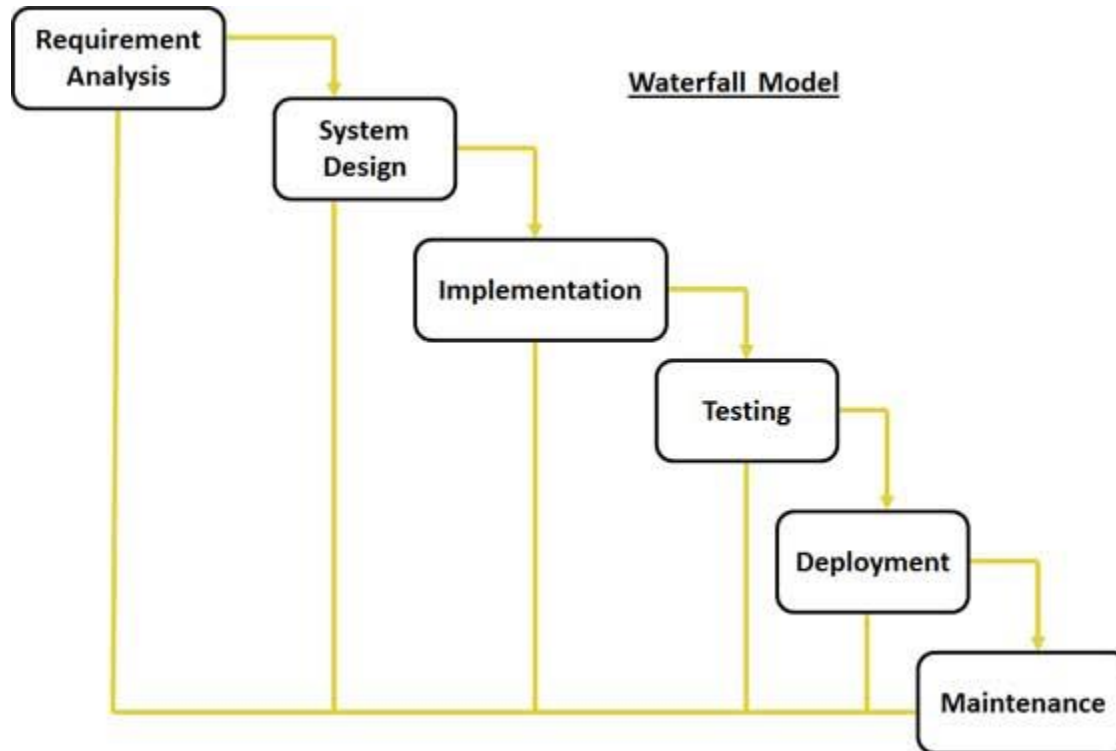 Requirement
Analysis
Waterfall Model
System
Design
Implementation
Testing
Deployment
Maintenance